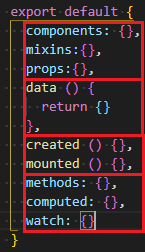 export default {
components: {},
mixins:{},
props:{},
data () {
return {}
},
created () {},
mounted () {},
methods: {},
computed: {},
watch: {}
}